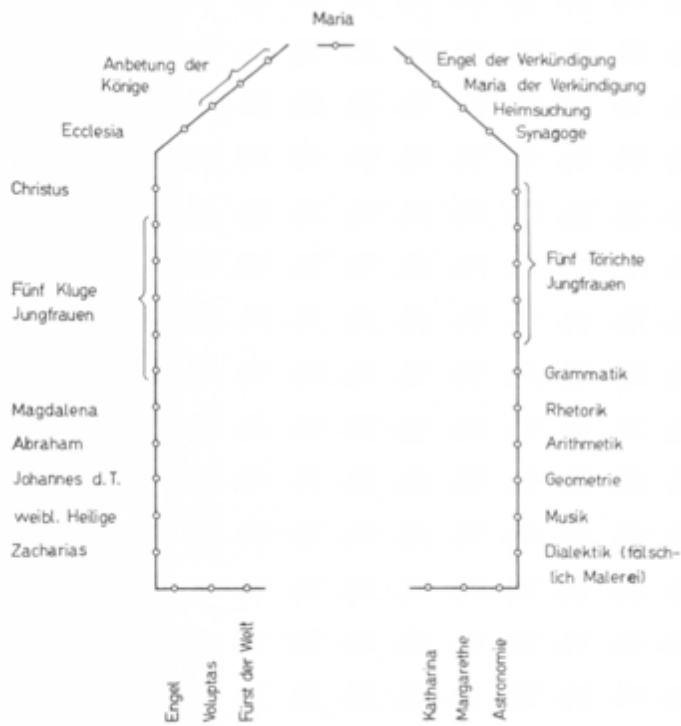 Maria
Anbetung der
Könige
Ecclesia
Christus
Fünf Kluge
Jungfrauen
Magdalena
Abraham
Johannes d.T.
weibl. Heilige
Zacharias
Engel
Voluptas
Fürst der Welt
Katharina
Margarethe
Astronomie
Engel der Verkündigung
Maria der Verkündigung
Heimsuchung
Synagoge
Fünf Törichte
Jungfrauen
Grammatik
Rhetorik
Arithmetik
Geometrie
Musik
Dialektik (fälsch-
lich Malerei)